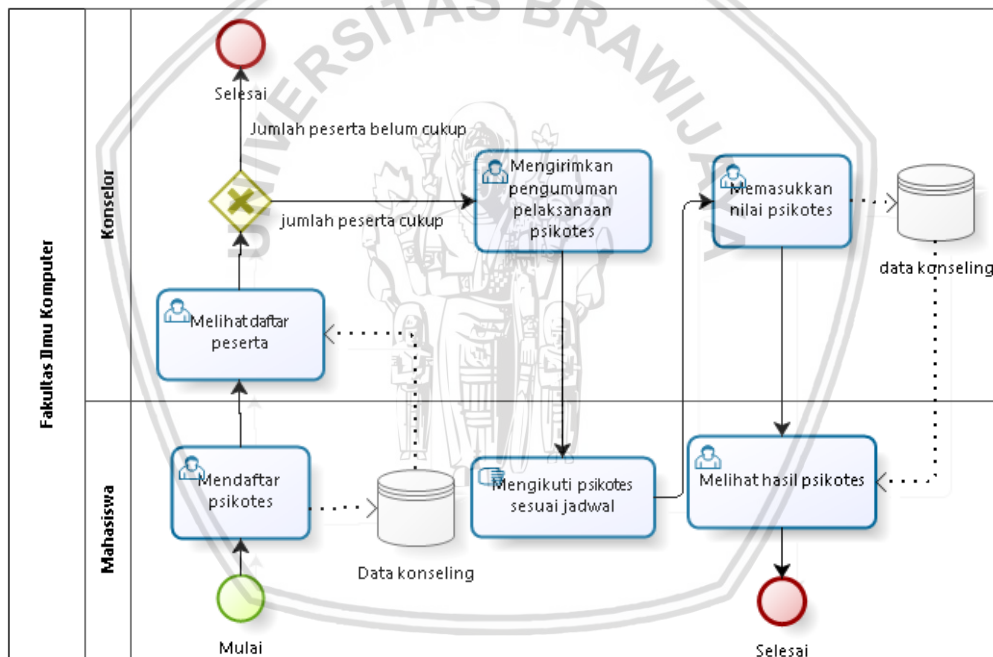 UNIVERSITAS BRAWIJAYA
Fakultas Ilmu Komputer
Konselor
Selesai
Jumlah peserta belum cukup
jumlah peserta cukup
Mengirimkan
pengumuman
pelaksanaan
psikotes
Memasukkan
nilai psikotes
data konseling
Melihat daftar
peserta
Mahasiswa
Mendaftar
psikotes
Data konseling
Mengikuti psikotes
sesuai jadwal
Melihat hasil psikotes
Mulai
Selesai